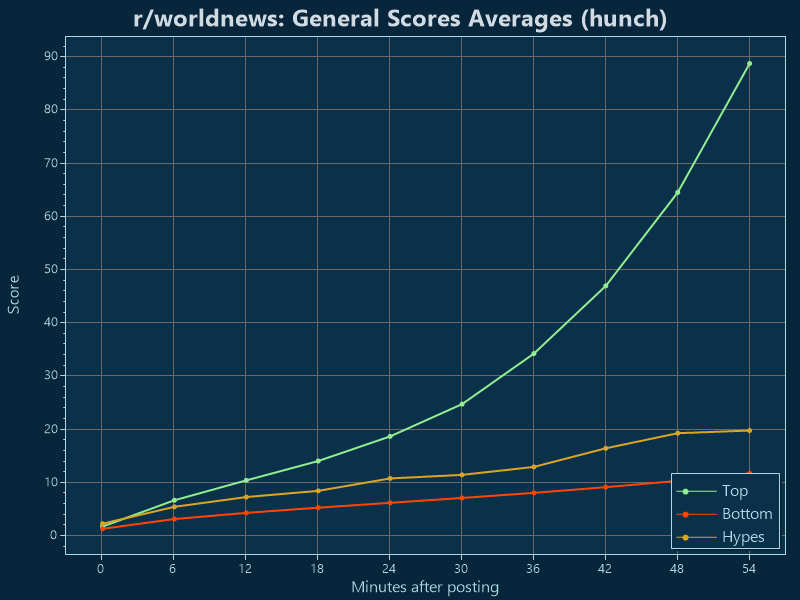 r/worldnews: General Scores Averages (hunch)
90
80
70
60
50
40
30
20
10
0
Score
Top
Bottom
Hypes
0 6 12 18 24 30 36 42 48 54
Minutes after posting